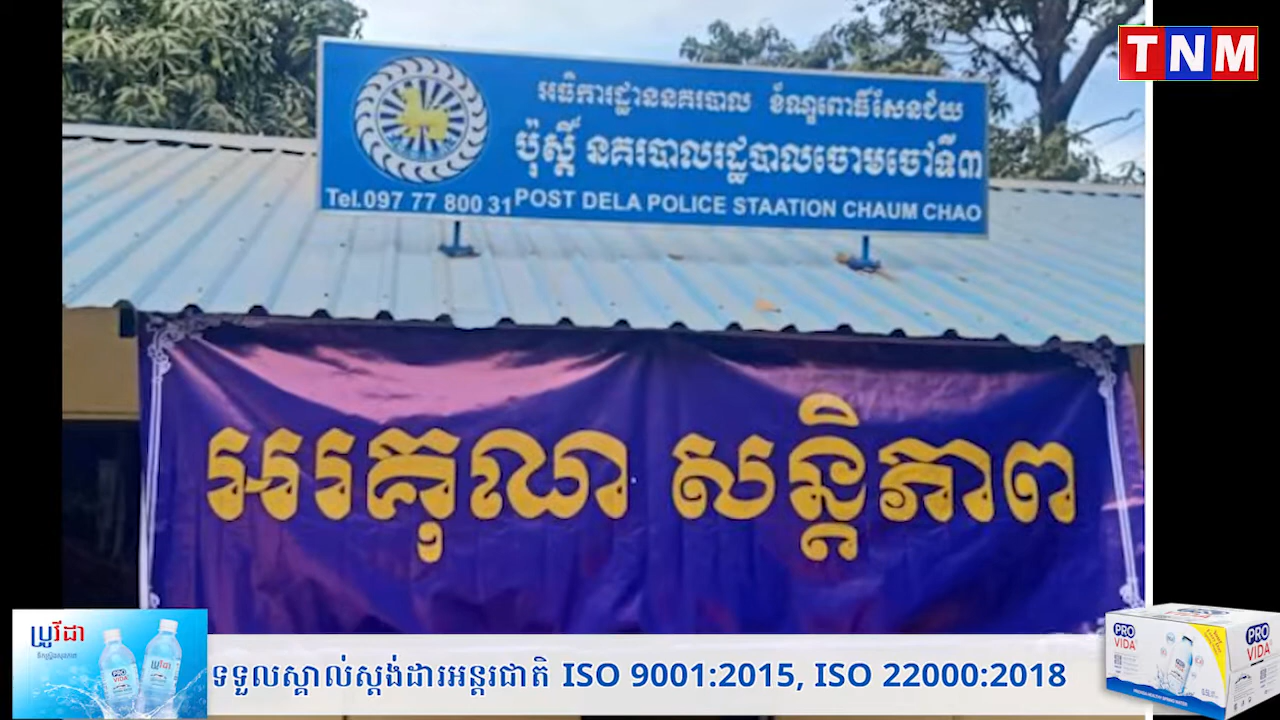 TNM
អធិការដ្ឋាននគរបាល ខ័ណ្ឌពោធិ៍សែនជ័យ
ប៉ុស្តិ៍ នគរបាលរដ្ឋបាលចោមចៅទី៣
Tel.097 77 800 31 POST DELA POLICE STAATION CHAUM CHAO
អរគុណ សន្តិភាព
ប្រូវីដា
ទទួលស្គាល់ស្តង់ដារអន្តរជាតិ ISO 9001:2015, ISO 22000:2018
PRO VIDA
PRO VIDA